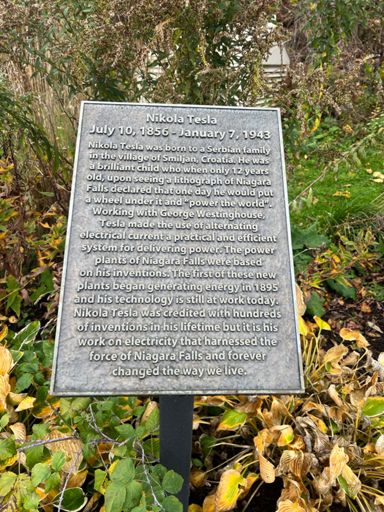 Nikola Tesla
July 10, 1856 - January 7, 1943
Nikola Tesla was born to a Serbian family
in the village of Smiljan, Croatia. He was
a brilliant child who when only 12 years
old, upon seeing a lithograph of Niagara
Falls declared that one day he would put
a wheel under it and "power the world".
Working with George Westinghouse,
Tesla made the use of alternating
electrical current a practical and efficient
system for delivering power. The power
plants of Niagara Falls were based
on his inventions. The first of these new
plants began generating energy in 1895
and his technology is still at work today.
Nikola Tesla was credited with hundreds
of inventions in his lifetime but it is his
work on electricity that harnessed the
force of Niagara Falls and forever
changed the way we live.